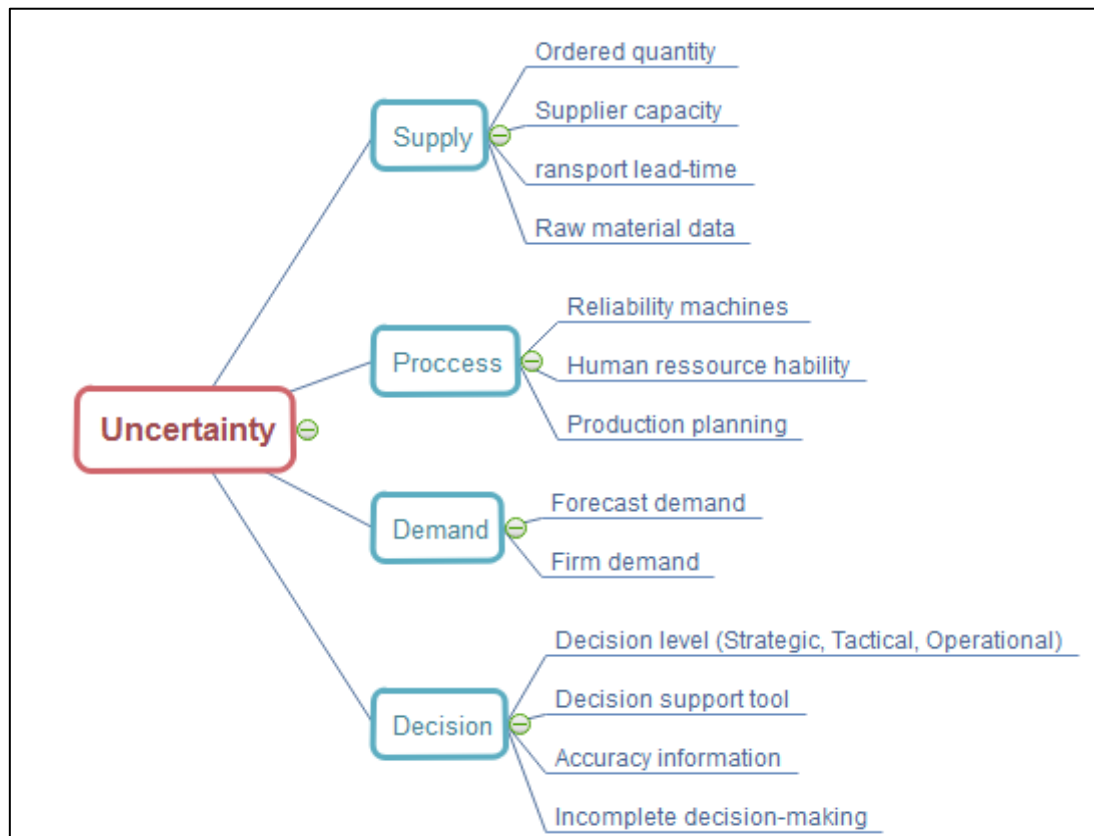 Uncertainty
Supply
Ordered quantity
Supplier capacity
ransport lead-time
Raw material data
Proccess
Reliability machines
Human ressource hability
Production planning
Demand
Forecast demand
Firm demand
Decision
Decision level (Strategic, Tactical, Operational)
Decision support tool
Accuracy information
Incomplete decision-making